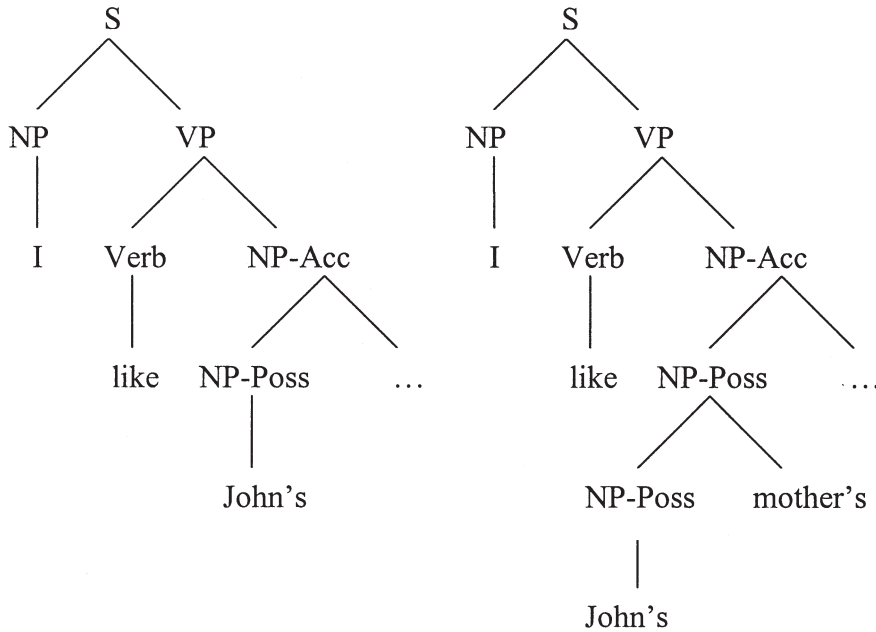 S S
NP VP NP VP
I Verb NP-Acc I Verb NP-Acc
like NP-Poss … like NP-Poss …
John’s NP-Poss mother’s
John’s